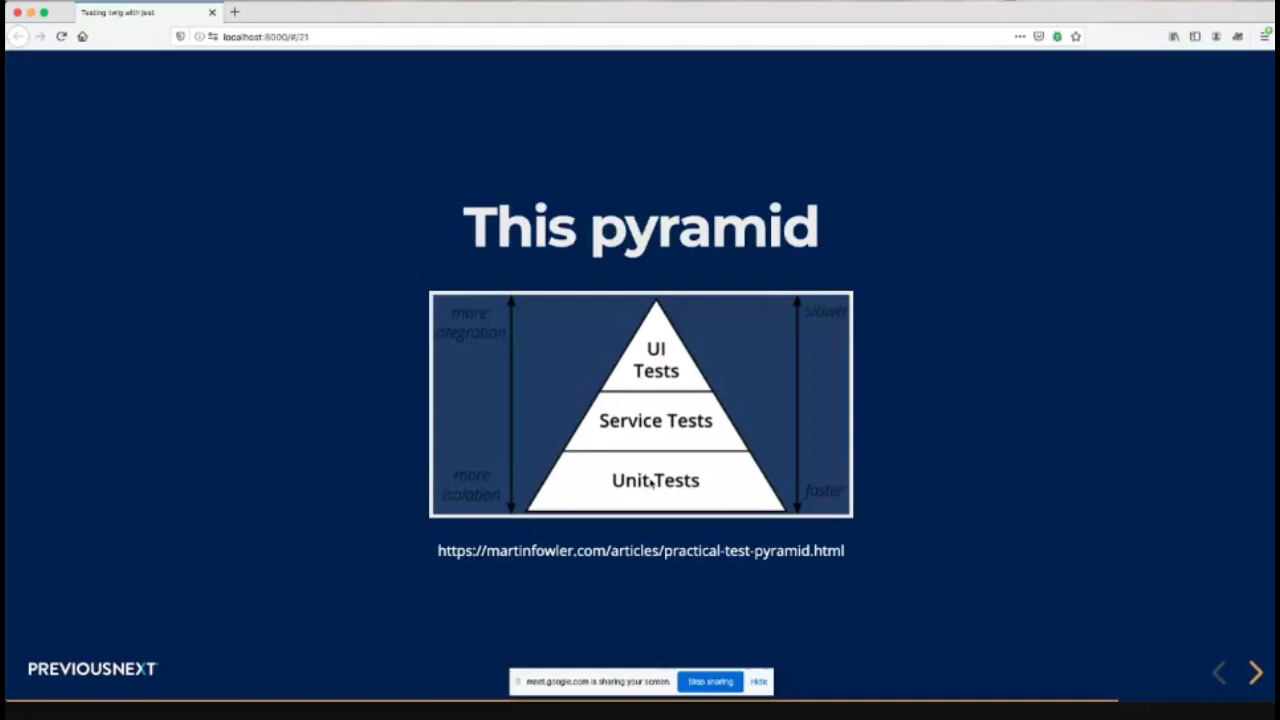 Testing twig with jest
localhost:8000/#/21
This pyramid
more
integration
slower
UI
Tests
Service Tests
Unit Tests
more
isolation
faster
https://martinfowler.com/articles/practical-test-pyramid.html
PREVIOUSNEXT
meet.google.com is sharing your screen.
Stop sharing
Hide